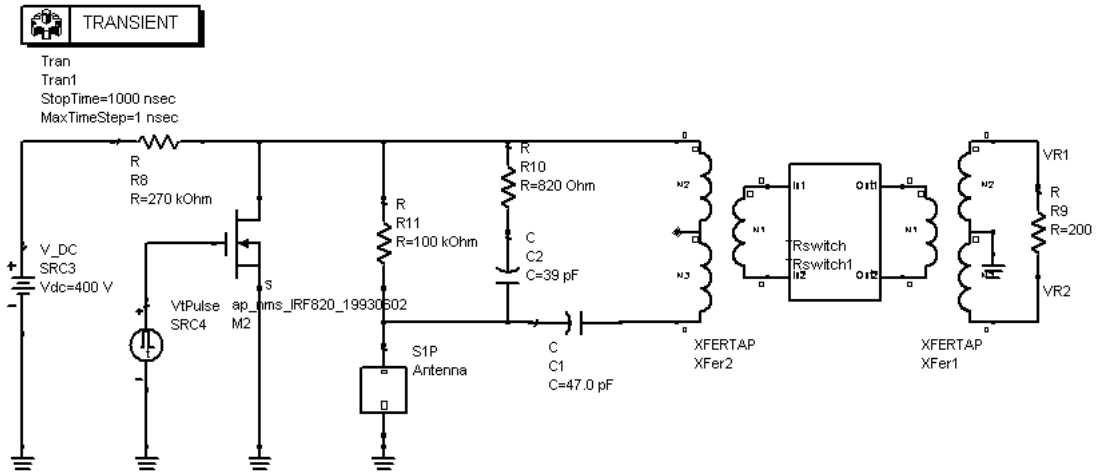 TRANSIENT
Tran
Tran1
StopTime=1000 nsec
MaxTimeStep=1 nsec
R
R8
R=270 kOhm
V_DC
SRC3
Vdc=400 V
+
-
VtPulse
SRC4
+
-
t
S
ap_nms_IRF820_19930602
M2
R
R11
R=100 kOhm
R
R10
R=820 Ohm
C
C2
C=39 pF
S1P
Antenna
C
C1
C=47.0 pF
N2
N3
N1
XFERTAP
XFer2
In1
Out1
TRswitch
TRswitch1
In2
Out2
N1
N2
XFERTAP
XFer1
VR1
R
R9
R=200
VR2